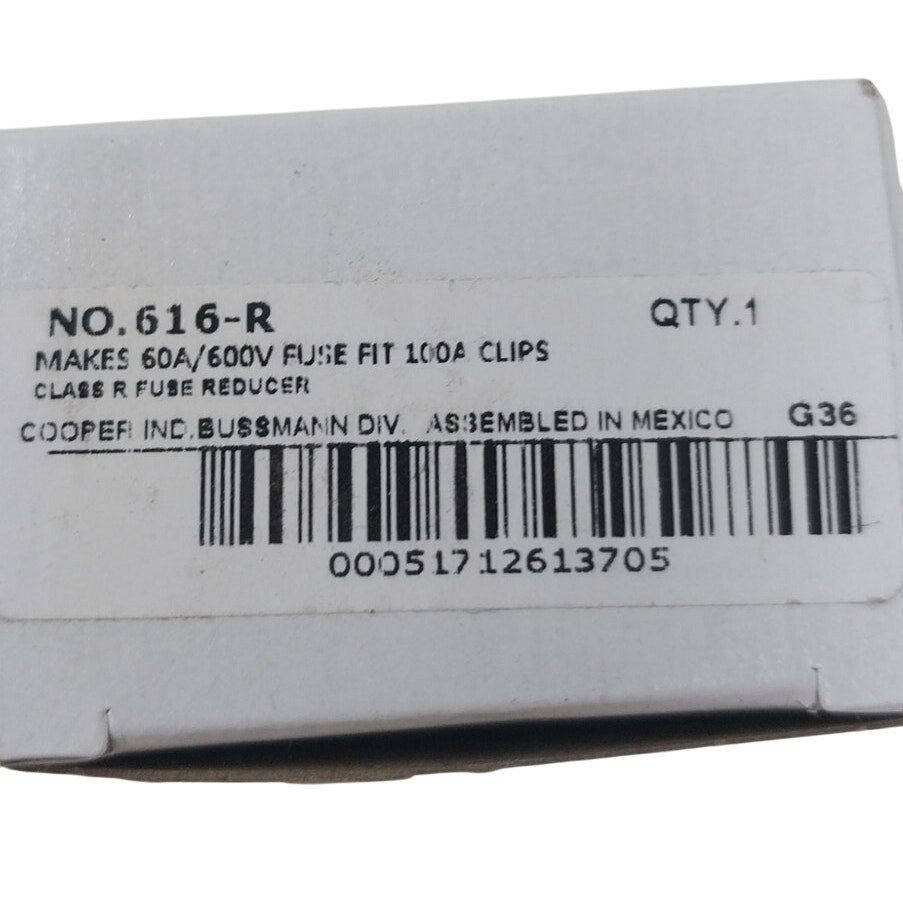 NO.616-R QTY.1
MAKES 60A/600V FUSE FIT 100A CLIPS
CLASS R FUSE REDUCER
COOPER IND.BUSSMANN DIV. ASSEMBLED IN MEXICO G36
00051712613705